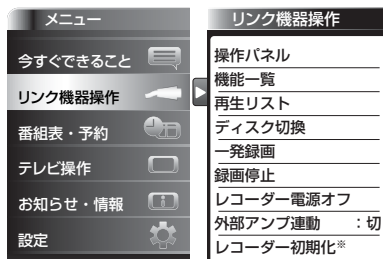 メニュー
今すぐできること
リンク機器操作
番組表・予約
テレビ操作
お知らせ・情報
設定
リンク機器操作
操作パネル
機能一覧
再生リスト
ディスク切換
一発録画
録画停止
レコーダー電源オフ
外部アンプ連動 ：切
レコーダー初期化※